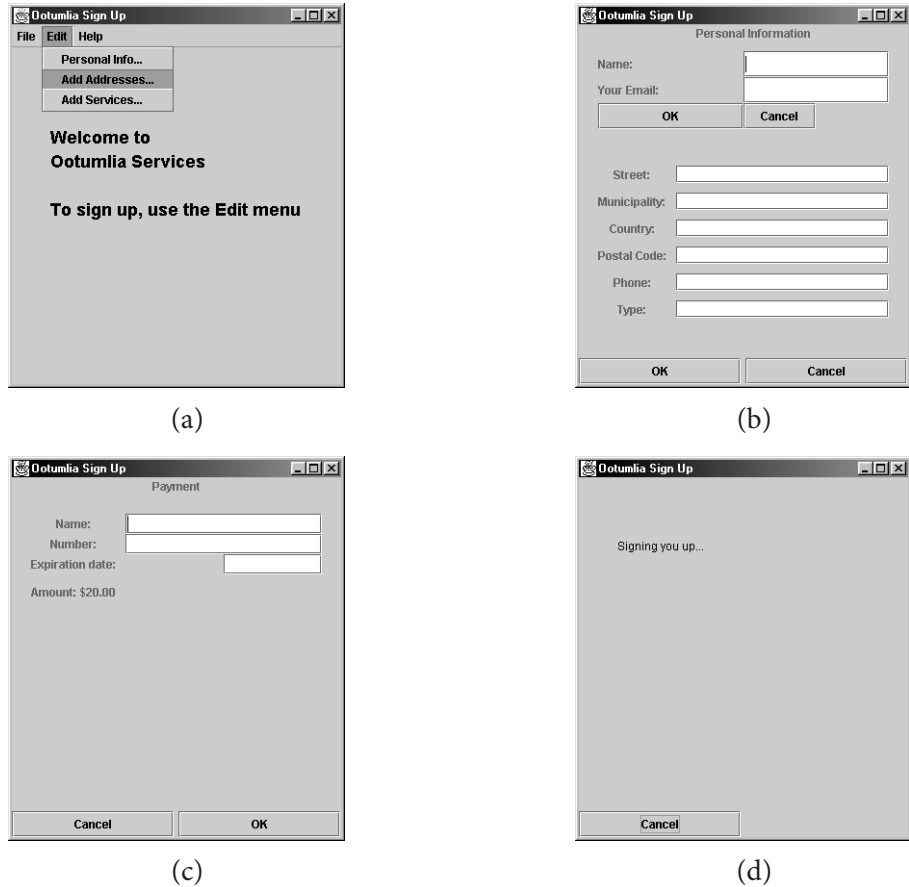 Ootumlia Sign Up
File Edit Help
Personal Info...
Add Addresses...
Add Services...
Welcome to
Ootumlia Services
To sign up, use the Edit menu
(a)
Ootumlia Sign Up
Personal Information
Name:
Your Email:
OK Cancel
Street:
Municipality:
Country:
Postal Code:
Phone:
Type:
OK Cancel
(b)
Ootumlia Sign Up
Payment
Name:
Number:
Expiration date:
Amount: $20.00
Cancel OK
(c)
Ootumlia Sign Up
Signing you up...
Cancel
(d)